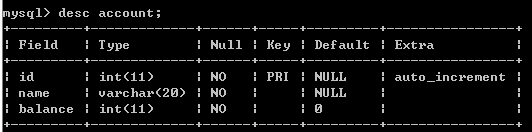 mysql> desc account;
+---------+-------------+------+-----+---------+----------------+
| Field   | Type        | Null | Key | Default | Extra          |
+---------+-------------+------+-----+---------+----------------+
| id      | int(11)     | NO   | PRI | NULL    | auto_increment |
| name    | varchar(20) | NO   |     | NULL    |                |
| balance | int(11)     | NO   |     | 0       |                |
+---------+-------------+------+-----+---------+----------------+